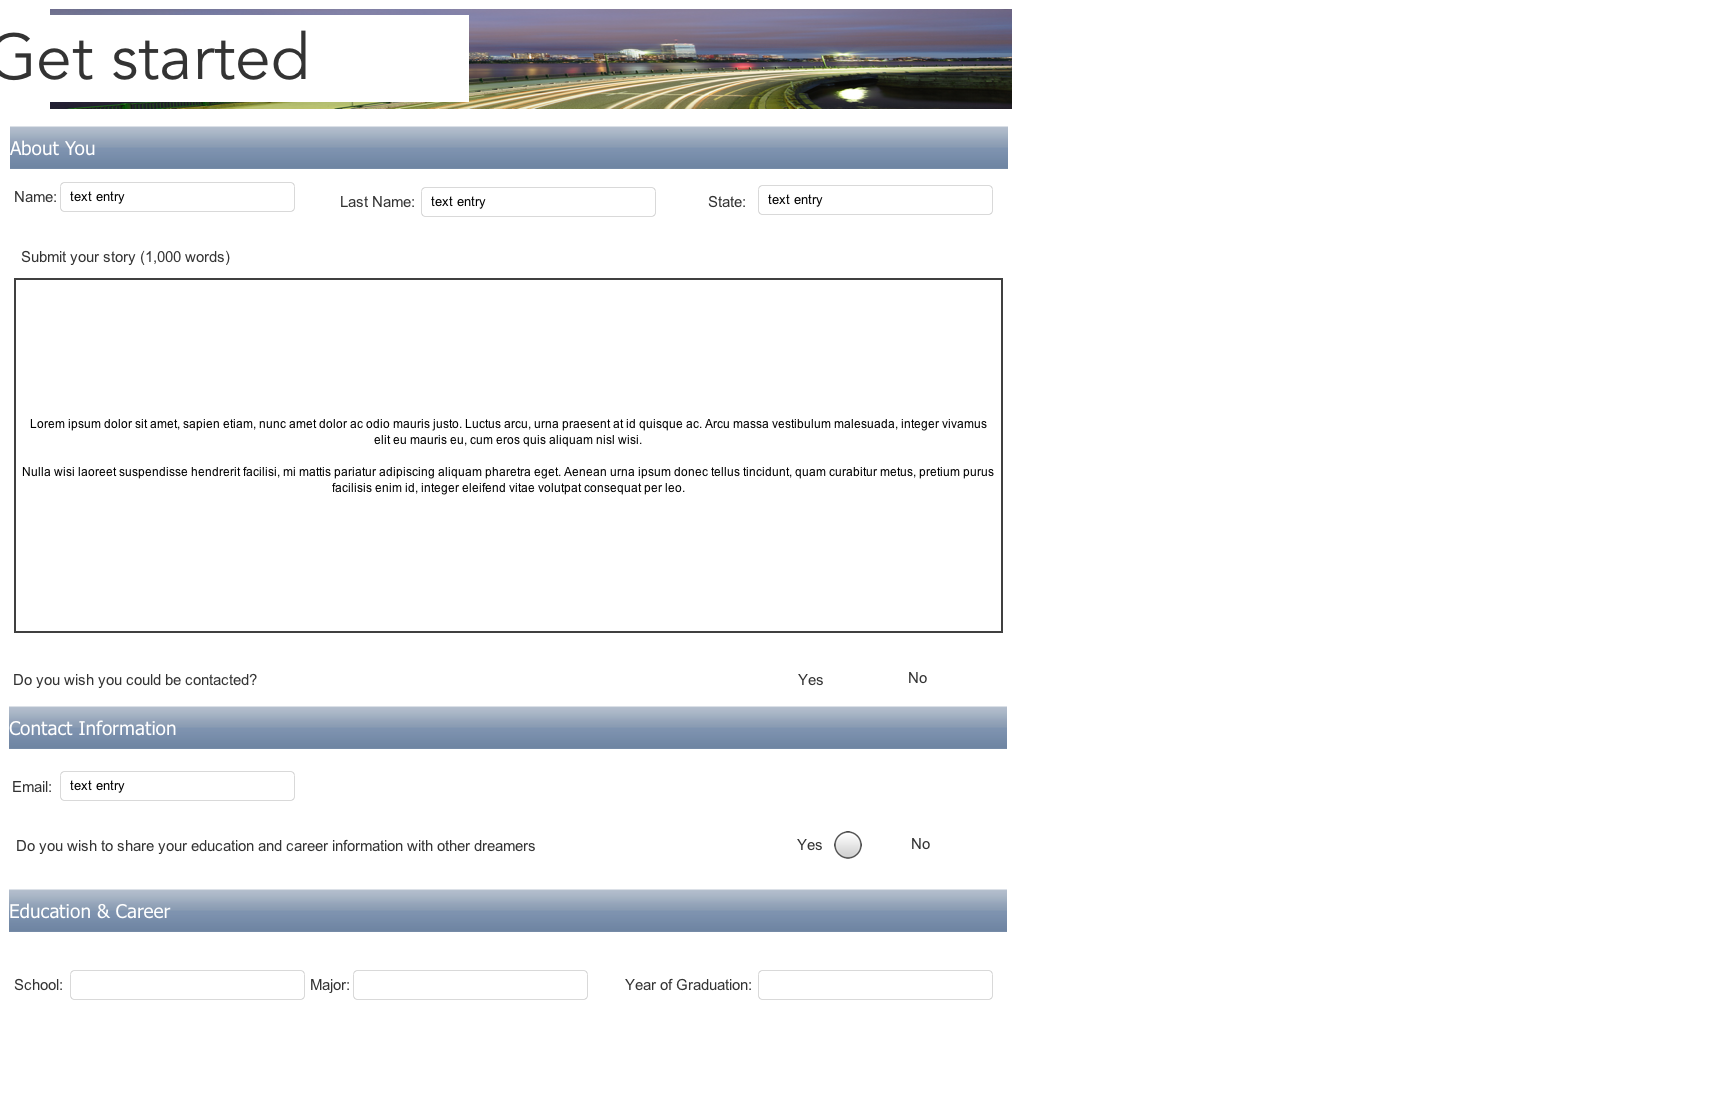 Get started
About You
Name: text entry
Last Name: text entry
State: text entry
Submit your story (1,000 words)
Lorem ipsum dolor sit amet, sapien etiam, nunc amet dolor ac odio mauris justo. Luctus arcu, urna praesent at id quisque ac. Arcu massa vestibulum malesuada, integer vivamus
elit eu mauris eu, cum eros quis aliquam nisl wisi.
Nulla wisi laoreet suspendisse hendrerit facilisi, mi mattis pariatur adipiscing aliquam pharetra eget. Aenean urna ipsum donec tellus tincidunt, quam curabitur metus, pretium purus
facilisis enim id, integer eleifend vitae volutpat consequat per leo.
Do you wish you could be contacted? Yes No
Contact Information
Email: text entry
Do you wish to share your education and career information with other dreamers Yes No
Education & Career
School: Major: Year of Graduation: